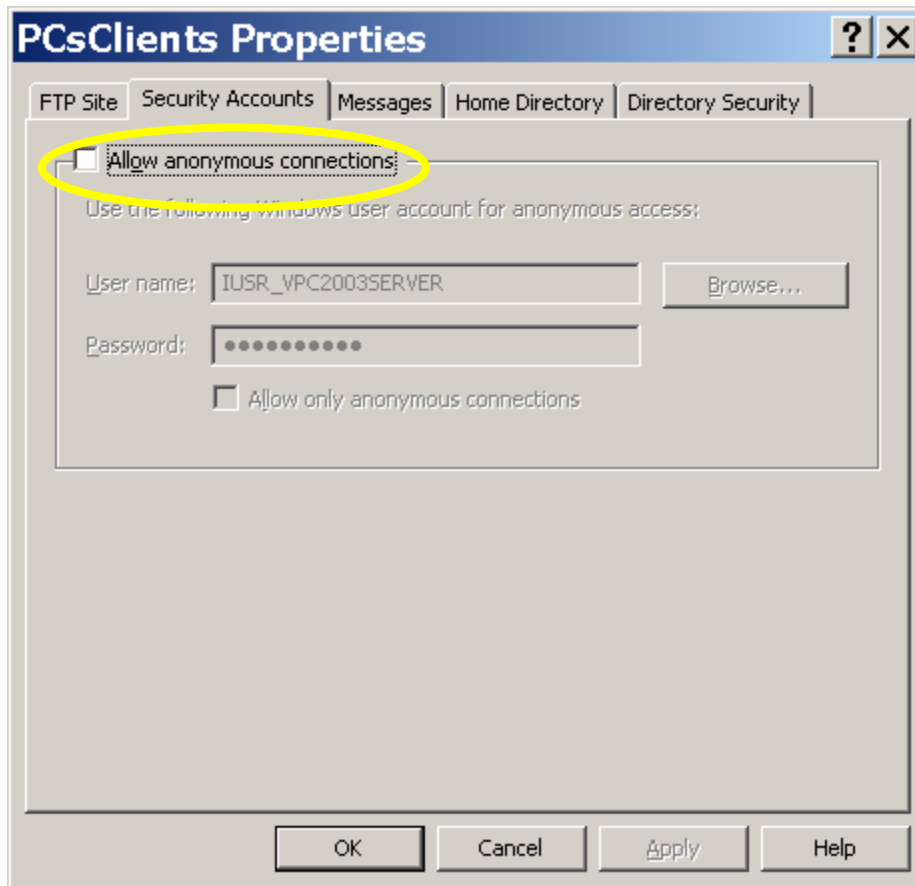 PCsClients Properties
FTP Site Security Accounts Messages Home Directory Directory Security
Allow anonymous connections
Use the following Windows user account for anonymous access:
User name: IUSR_VPC2003SERVER Browse...
Password: ●●●●●●●●●●
Allow only anonymous connections
OK Cancel Apply Help